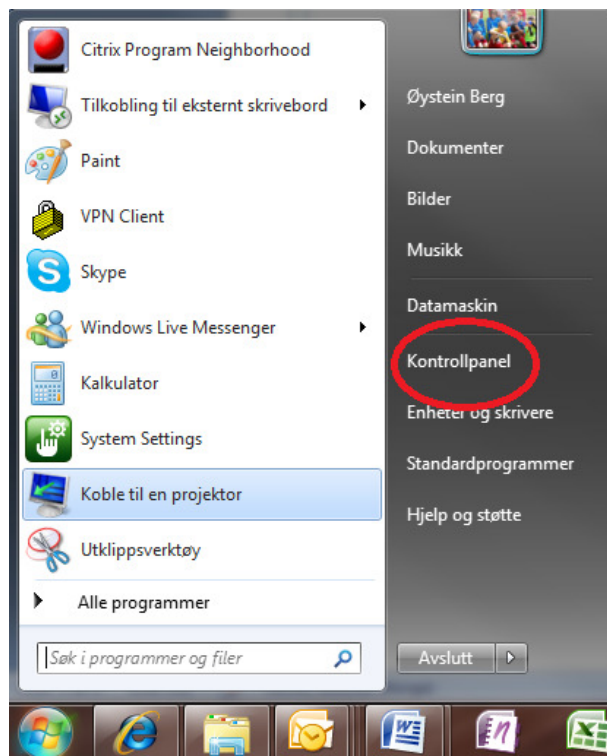 Citrix Program Neighborhood
Tilkobling til eksternt skrivebord
Paint
VPN Client
Skype
Windows Live Messenger
Kalkulator
System Settings
Koble til en projektor
Utklippsverktøy
Alle programmer
Søk i programmer og filer
Øystein Berg
Dokumenter
Bilder
Musikk
Datamaskin
Kontrollpanel
Enheter og skrivere
Standardprogrammer
Hjelp og støtte
Avslutt